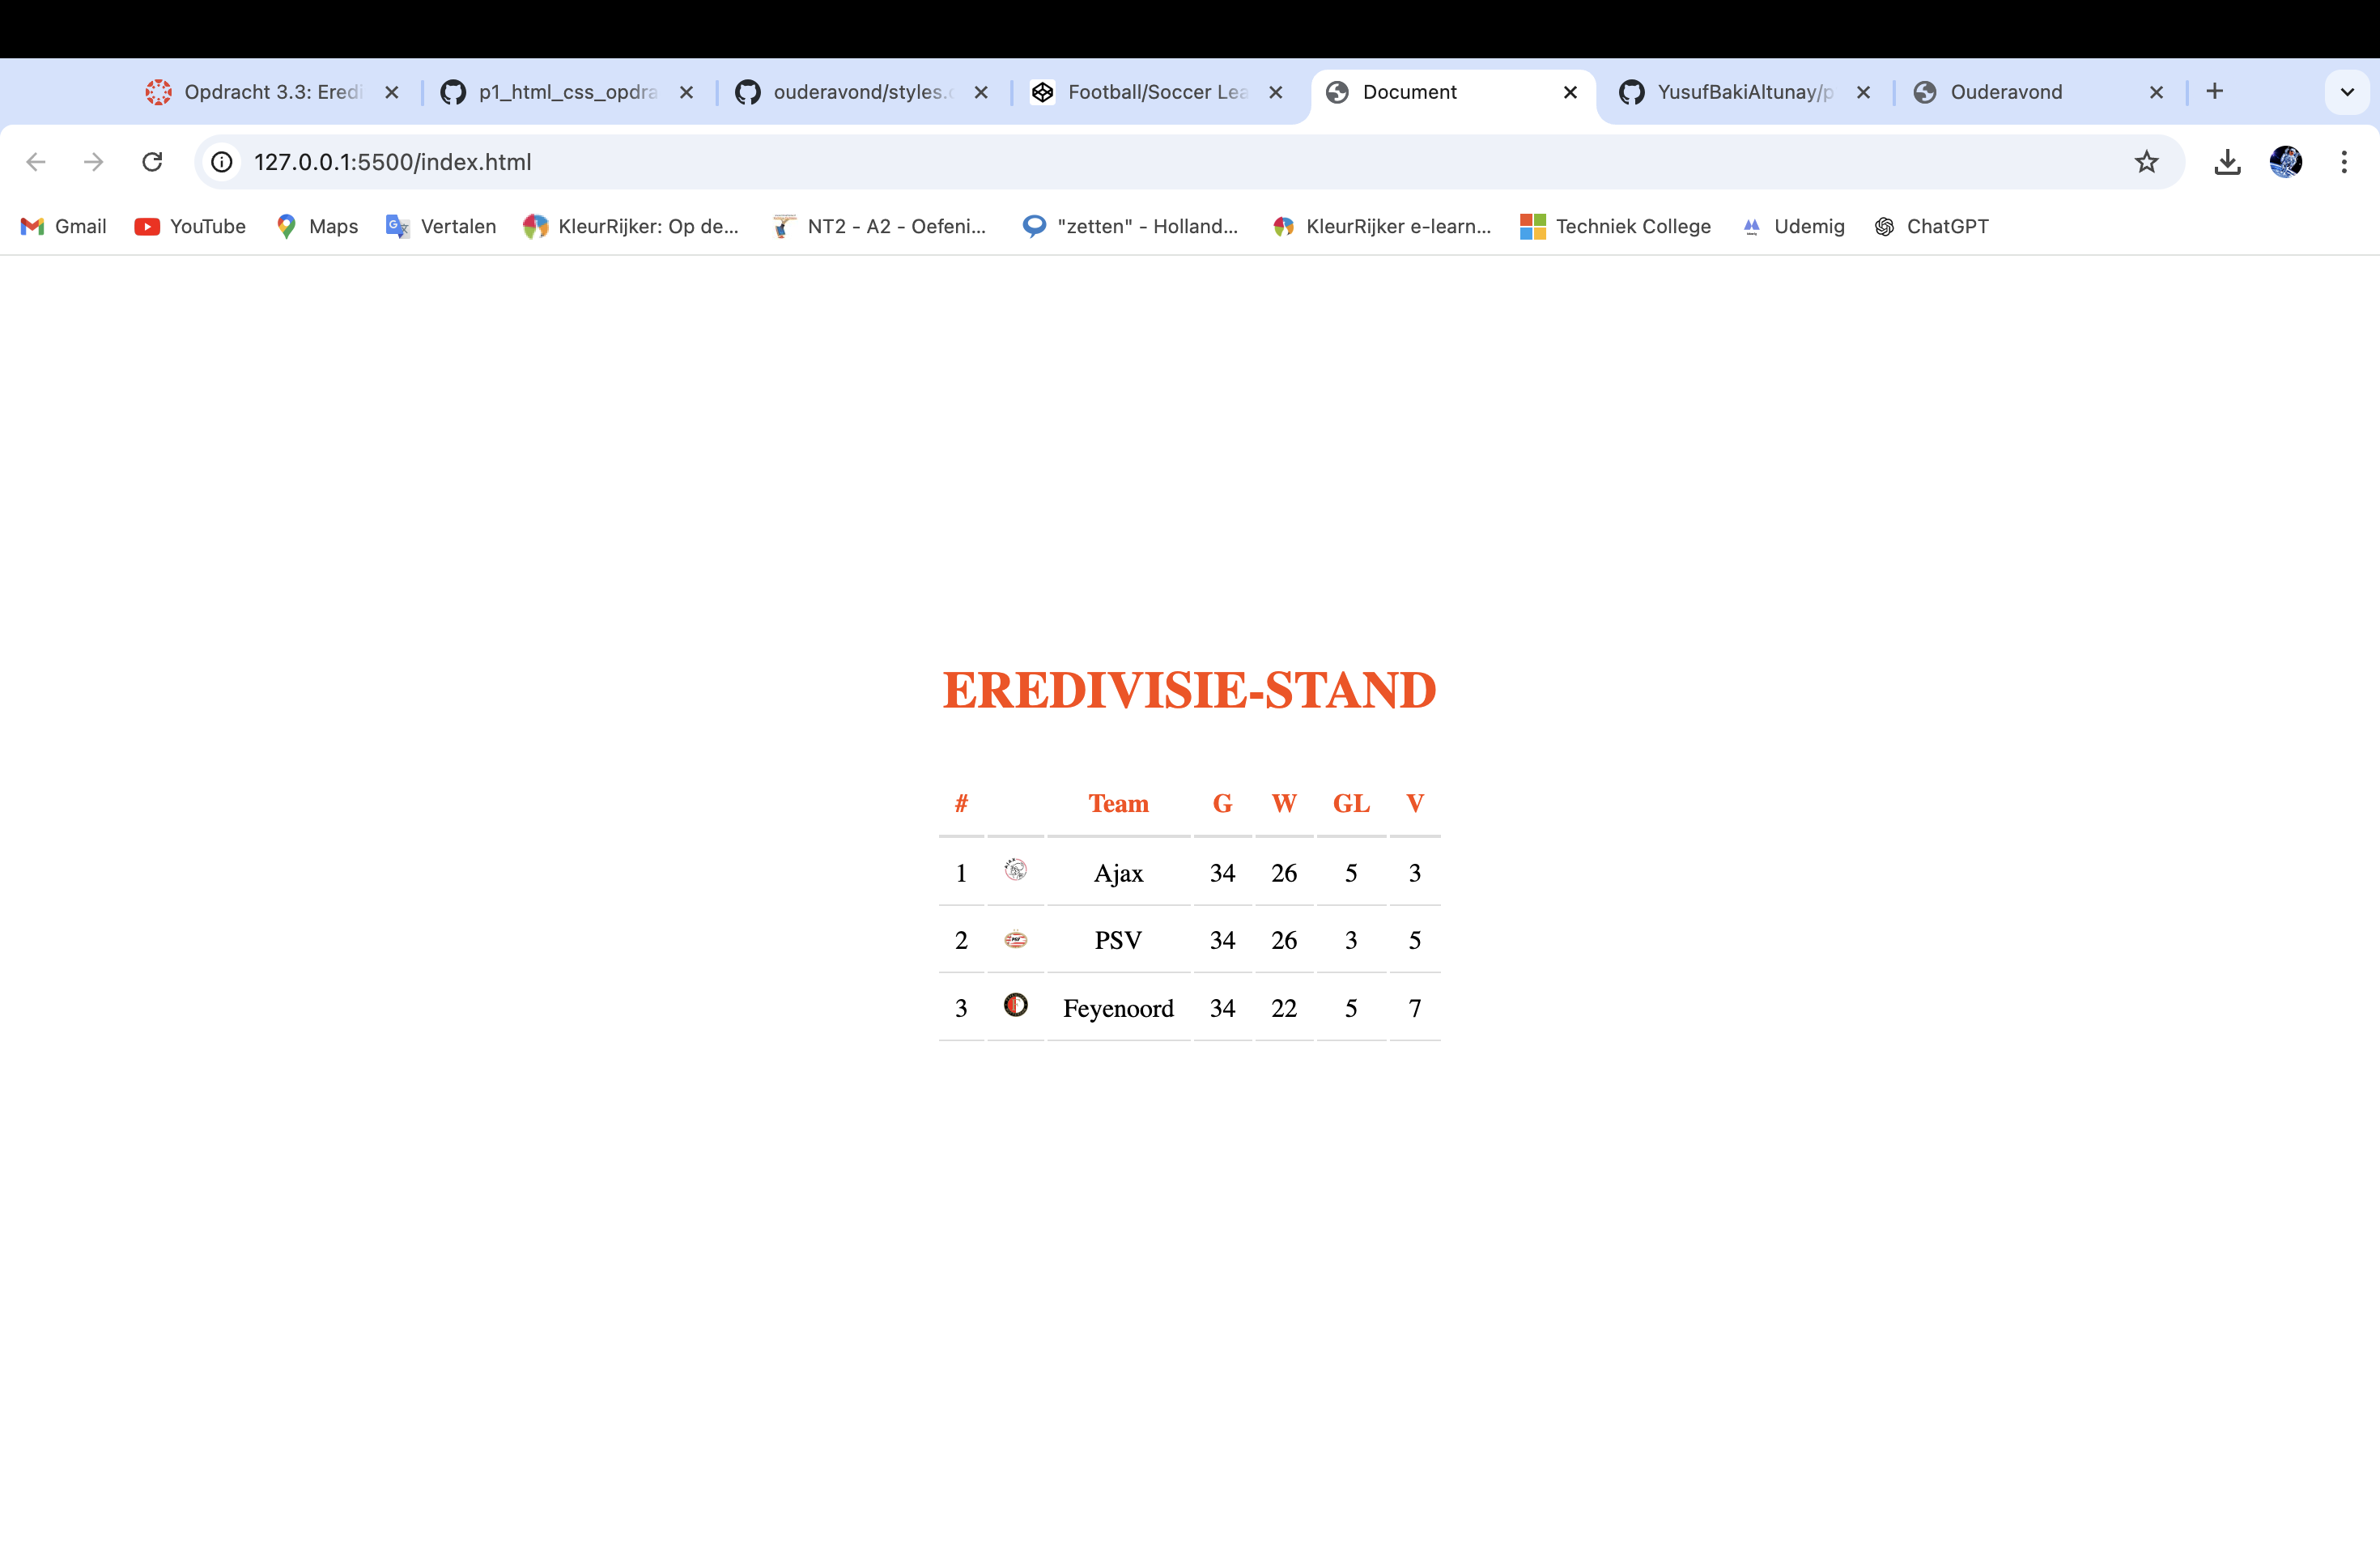 Opdracht 3.3: Eredi
p1_html_css_opdra
ouderavond/styles.c
Football/Soccer Lea
Document
YusufBakiAltunay/p
Ouderavond
127.0.0.1:5500/index.html
Gmail
YouTube
Maps
Vertalen
KleurRijker: Op de...
NT2 - A2 - Oefeni...
"zetten" - Holland...
KleurRijker e-learn...
Techniek College
Udemig
ChatGPT
EREDIVISIE-STAND
# Team G W GL V
1 Ajax 34 26 5 3
2 PSV 34 26 3 5
3 Feyenoord 34 22 5 7